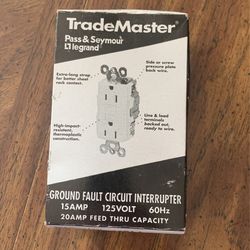 TradeMaster®
Pass & Seymour
legrand
Extra-long strap
for better sheet
rock contact.
Side or screw
pressure plate
back wire.
High-impact-
resistant,
thermoplastic
construction.
Line & load
terminals
backed out,
ready to wire.
GROUND FAULT CIRCUIT INTERRUPTER
15AMP 125VOLT 60Hz
20AMP FEED THRU CAPACITY